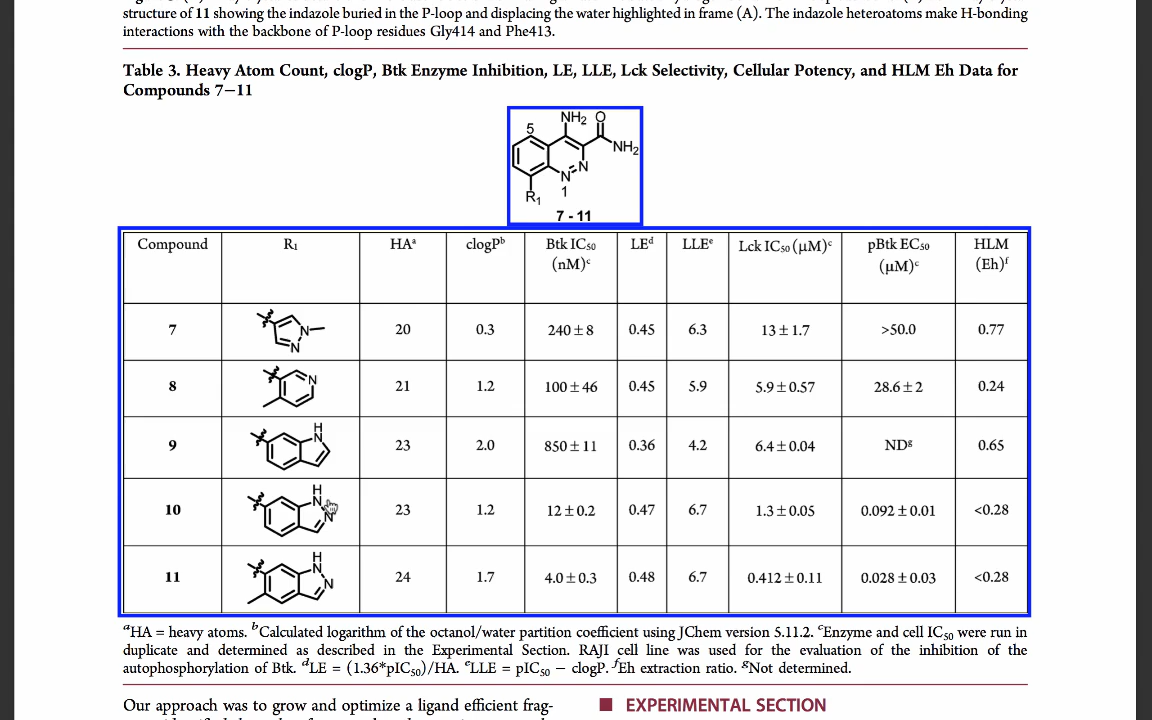 structure of 11 showing the indazole buried in the P-loop and displacing the water highlighted in frame (A). The indazole heteroatoms make H-bonding
interactions with the backbone of P-loop residues Gly414 and Phe413.
Table 3. Heavy Atom Count, clogP, Btk Enzyme Inhibition, LE, LLE, Lck Selectivity, Cellular Potency, and HLM Eh Data for
Compounds 7−11
NH2 O
5
NH2
N
N
R1 1
7 - 11
Compound R1 HAᵃ clogPᵇ Btk IC50 (nM)ᶜ LEᵈ LLEᵉ Lck IC50 (μM)ᶜ pBtk EC50 (μM)ᶜ HLM (Eh)ᶠ
7 N N 20 0.3 240 ± 8 0.45 6.3 13 ± 1.7 >50.0 0.77
8 N 21 1.2 100 ± 46 0.45 5.9 5.9 ± 0.57 28.6 ± 2 0.24
9 H N 23 2.0 850 ± 11 0.36 4.2 6.4 ± 0.04 NDᵍ 0.65
10 H N N 23 1.2 12 ± 0.2 0.47 6.7 1.3 ± 0.05 0.092 ± 0.01 <0.28
11 H N N 24 1.7 4.0 ± 0.3 0.48 6.7 0.412 ± 0.11 0.028 ± 0.03 <0.28
ᵃHA = heavy atoms. ᵇCalculated logarithm of the octanol/water partition coefficient using JChem version 5.11.2. ᶜEnzyme and cell IC50 were run in
duplicate and determined as described in the Experimental Section. RAJI cell line was used for the evaluation of the inhibition of the
autophosphorylation of Btk. ᵈLE = (1.36*pIC50)/HA. ᵉLLE = pIC50 − clogP. ᶠEh extraction ratio. ᵍNot determined.
Our approach was to grow and optimize a ligand efficient frag-
■ EXPERIMENTAL SECTION